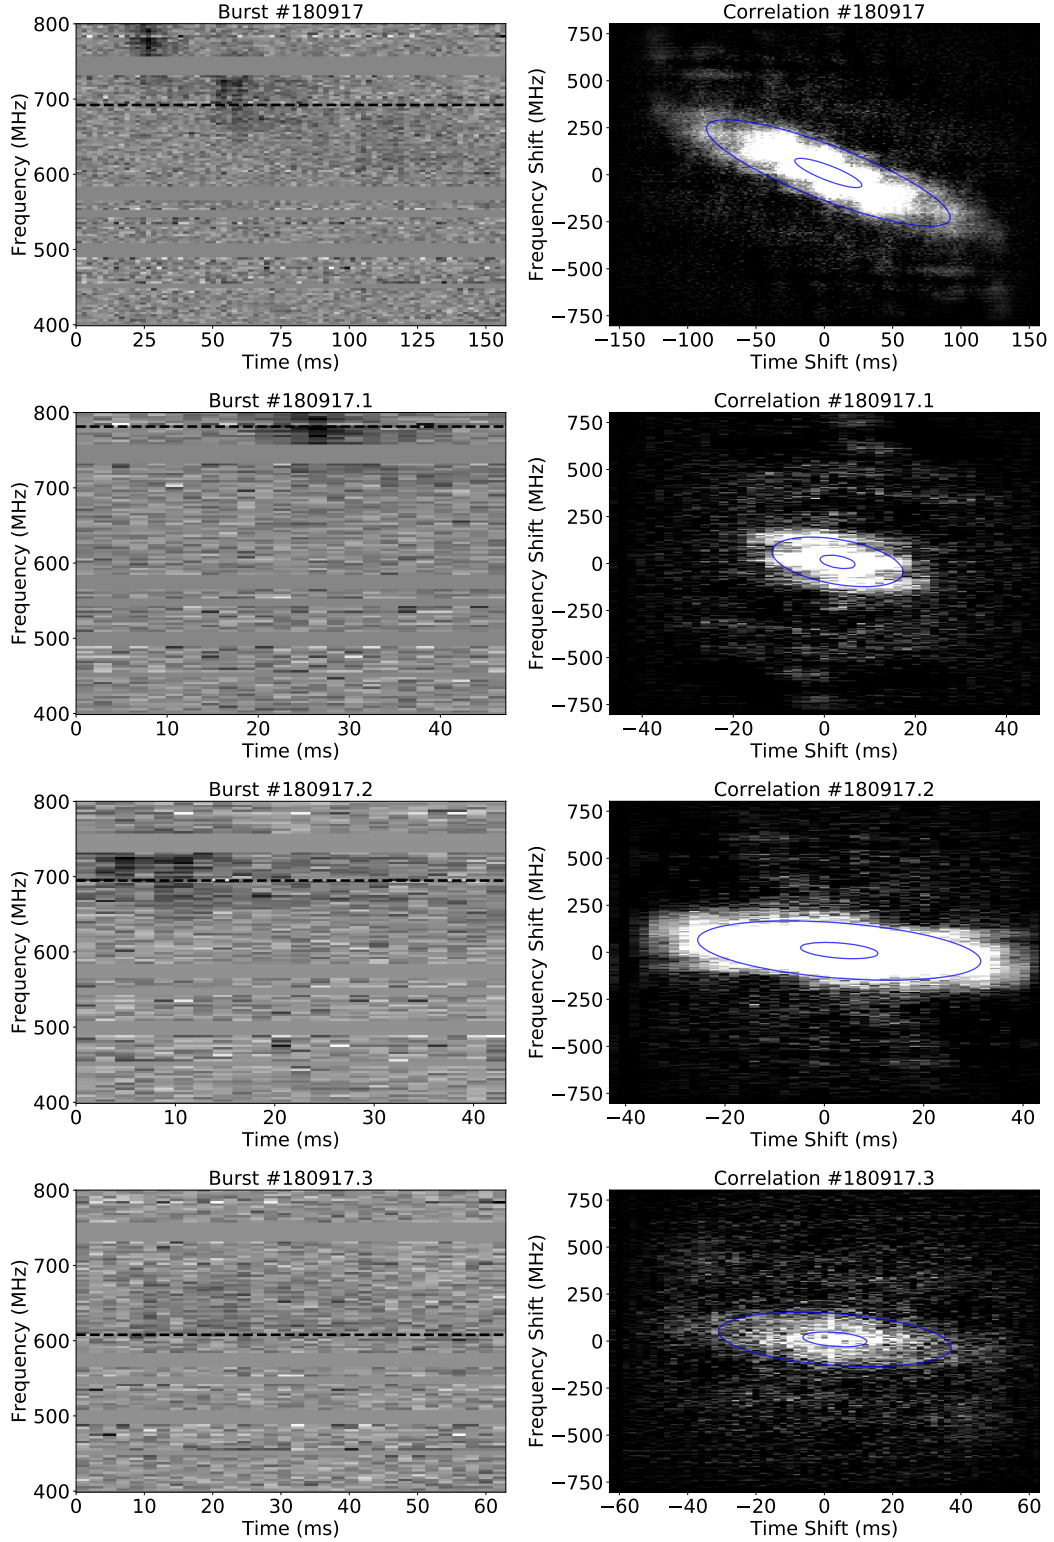 Burst #180917
Correlation #180917
Frequency (MHz)
800
700
600
500
400
0 25 50 75 100 125 150
Time (ms)
Frequency Shift (MHz)
750
500
250
0
−250
−500
−750
−150 −100 −50 0 50 100 150
Time Shift (ms)
Burst #180917.1
Correlation #180917.1
Frequency (MHz)
800
700
600
500
400
0 10 20 30 40
Time (ms)
Frequency Shift (MHz)
750
500
250
0
−250
−500
−750
−40 −20 0 20 40
Time Shift (ms)
Burst #180917.2
Correlation #180917.2
Frequency (MHz)
800
700
600
500
400
0 10 20 30 40
Time (ms)
Frequency Shift (MHz)
750
500
250
0
−250
−500
−750
−40 −20 0 20 40
Time Shift (ms)
Burst #180917.3
Correlation #180917.3
Frequency (MHz)
800
700
600
500
400
0 10 20 30 40 50 60
Time (ms)
Frequency Shift (MHz)
750
500
250
0
−250
−500
−750
−60 −40 −20 0 20 40 60
Time Shift (ms)